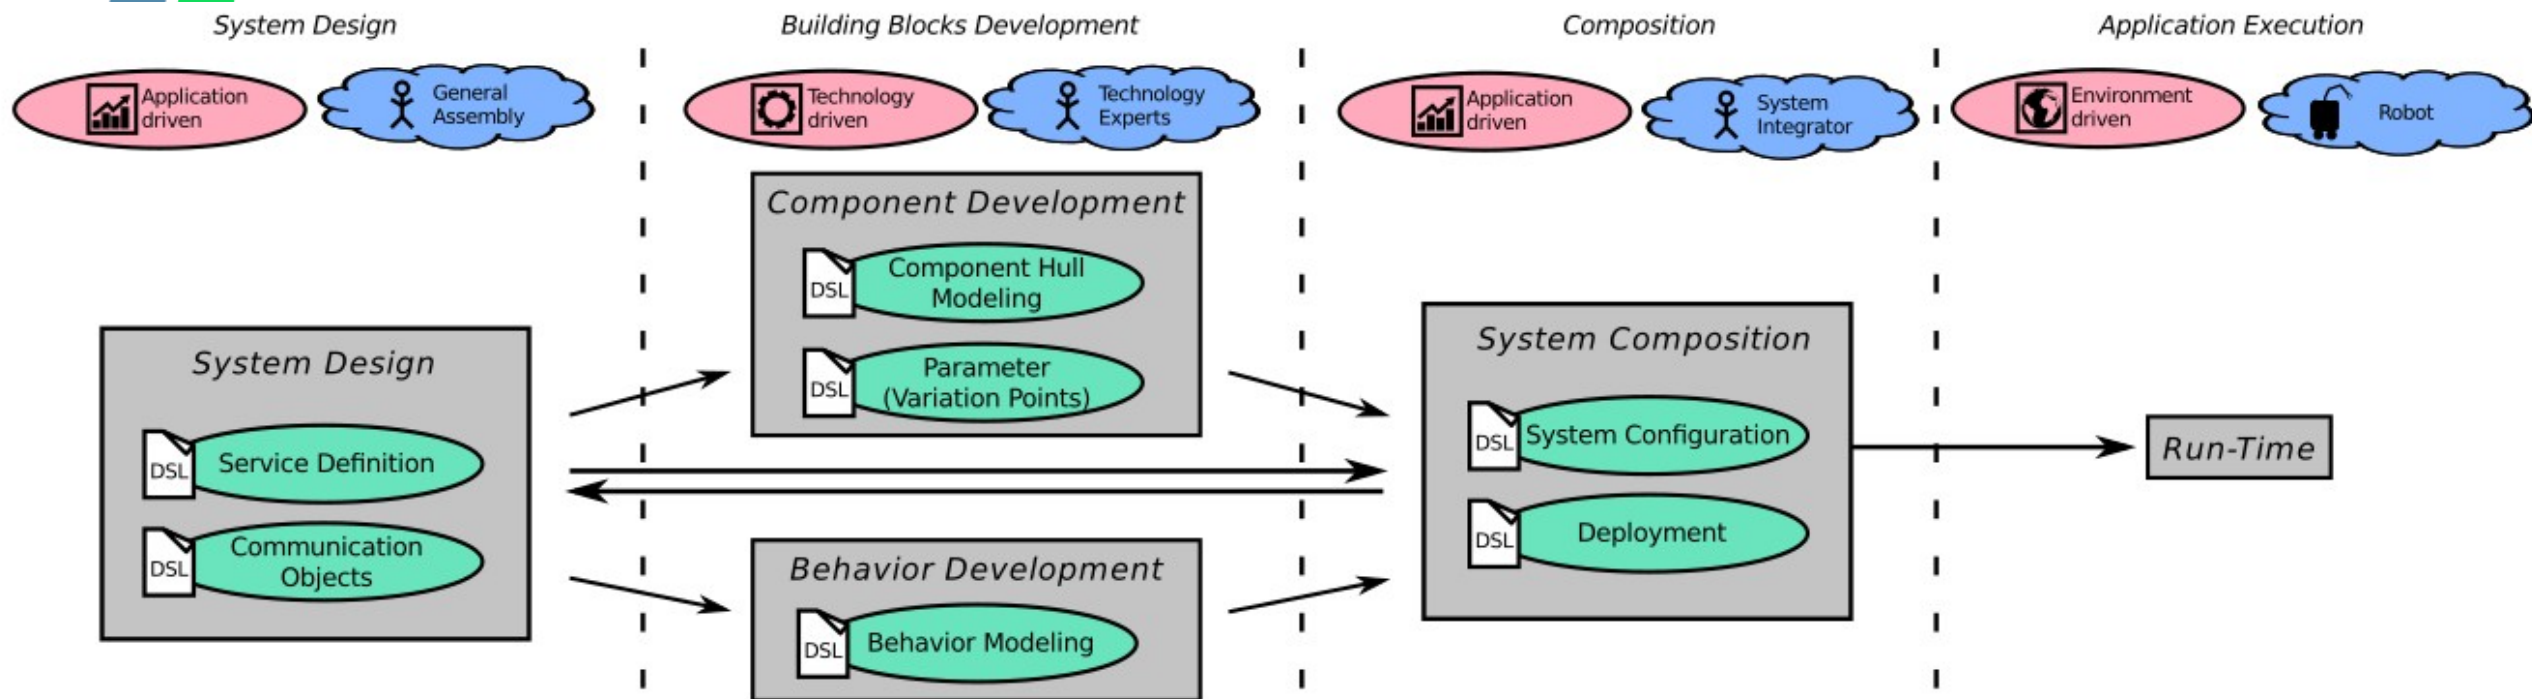 System Design
Building Blocks Development
Composition
Application Execution
Application
driven
General
Assembly
Technology
driven
Technology
Experts
Application
driven
System
Integrator
Environment
driven
Robot
Component Development
DSL
Component Hull
Modeling
DSL
Parameter
(Variation Points)
System Design
DSL
Service Definition
DSL
Communication
Objects
Behavior Development
DSL
Behavior Modeling
System Composition
DSL
System Configuration
DSL
Deployment
Run-Time